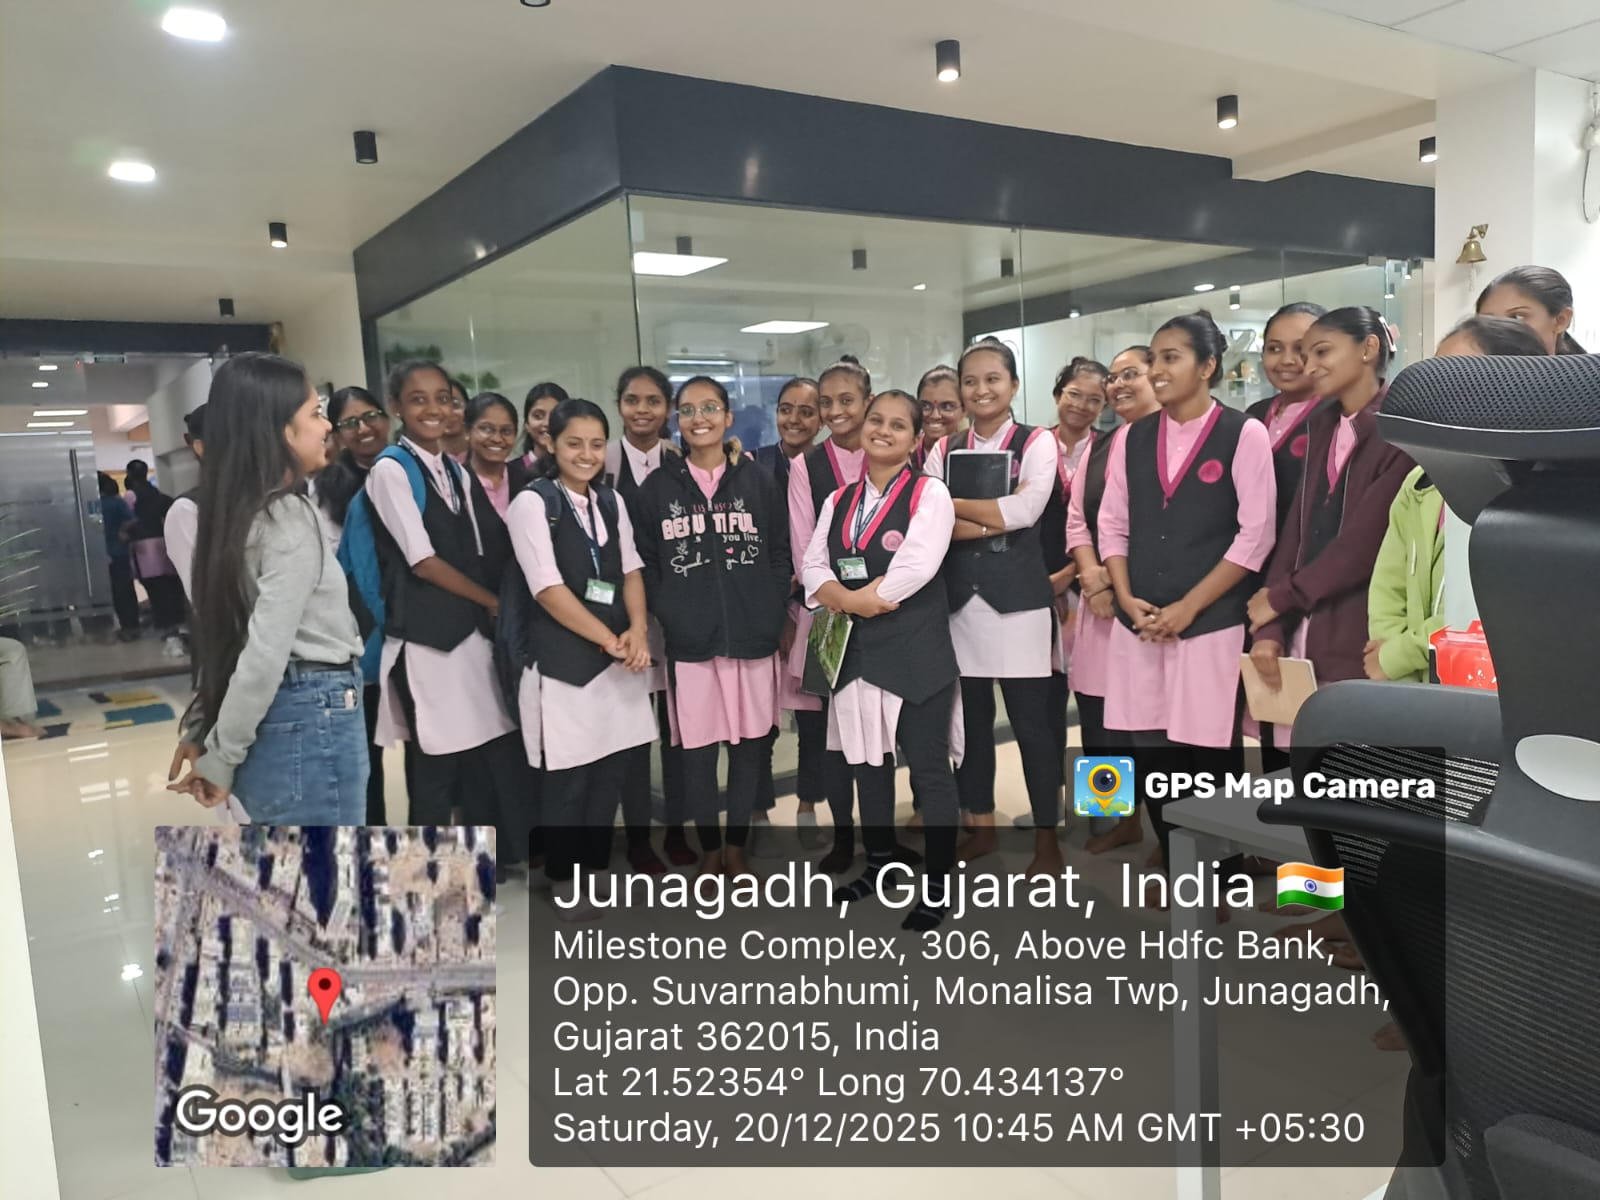 BEAUTIFUL
you live.
GPS Map Camera
Junagadh, Gujarat, India
Milestone Complex, 306, Above Hdfc Bank,
Opp. Suvarnabhumi, Monalisa Twp, Junagadh,
Gujarat 362015, India
Lat 21.52354° Long 70.434137°
Saturday, 20/12/2025 10:45 AM GMT +05:30
Google